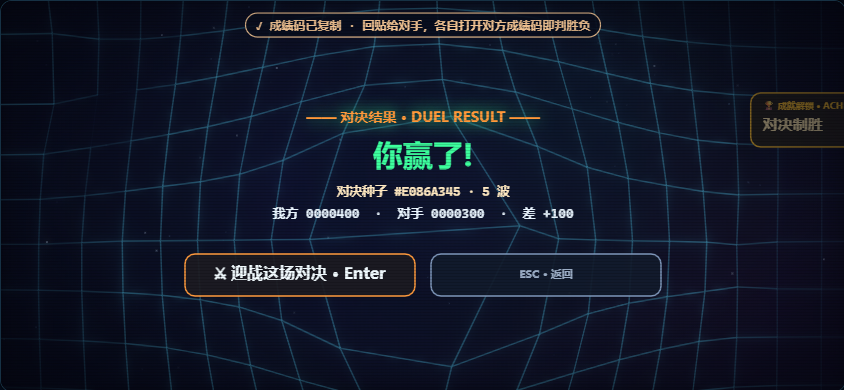 ✓ 成绩码已复制 · 回贴给对手，各自打开对方成绩码即判胜负
成就解锁 • ACH
对决制胜
—— 对决结果 • DUEL RESULT ——
你赢了!
对决种子 #E086A345 · 5 波
我方 0000400 · 对手 0000300 · 差 +100
⚔ 迎战这场对决 • Enter
ESC • 返回